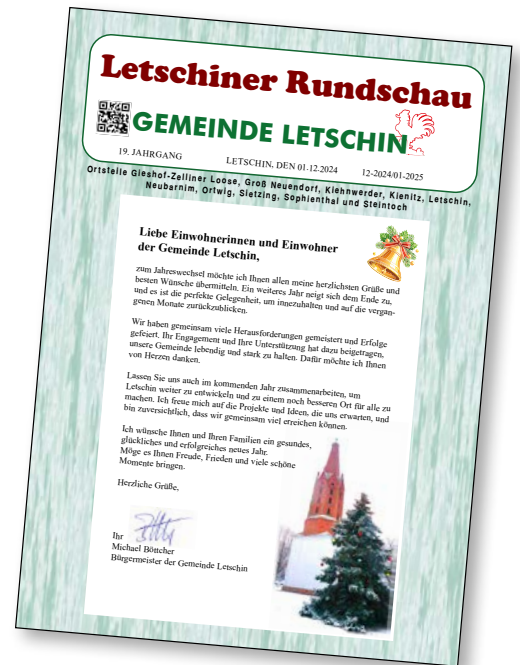 Letschiner Rundschau
GEMEINDE LETSCHIN
19. JAHRGANG LETSCHIN, DEN 01-12.2024 12-2024/01-2025
Ortsteile Gieshof-Zelliner Loose, Groß Neuendorf, Kiehnwerder, Kienitz, Letschin,
Neubarnim, Ortwig, Sietzing, Sophienthal und Steintoch
Liebe Einwohnerinnen und Einwohner
der Gemeinde Letschin,
zum Jahreswechsel möchte ich Ihnen allen meine herzlichsten Grüße und
besten Wünsche übermitteln. Ein weiteres Jahr neigt sich dem Ende zu,
und es ist die perfekte Gelegenheit, um innezuhalten und auf die vergan-
genen Monate zurückzublicken.
Wir haben gemeinsam viele Herausforderungen gemeistert und Erfolge
gefeiert. Ihr Engagement und Ihre Unterstützung hat dazu beigetragen,
unsere Gemeinde lebendig und stark zu halten. Dafür möchte ich Ihnen
von Herzen danken.
Lassen Sie uns auch im kommenden Jahr zusammenarbeiten, um
Letschin weiter zu entwickeln und zu einem noch besseren Ort für alle zu
machen. Ich freue mich auf die Projekte und Ideen, die uns erwarten, und
bin zuversichtlich, dass wir gemeinsam viel erreichen können.
Ich wünsche Ihnen und Ihren Familien ein gesundes,
glückliches und erfolgreiches neues Jahr.
Möge es Ihnen Freude, Frieden und viele schöne
Momente bringen.
Herzliche Grüße,
Ihr
Michael Böttcher
Bürgermeister der Gemeinde Letschin